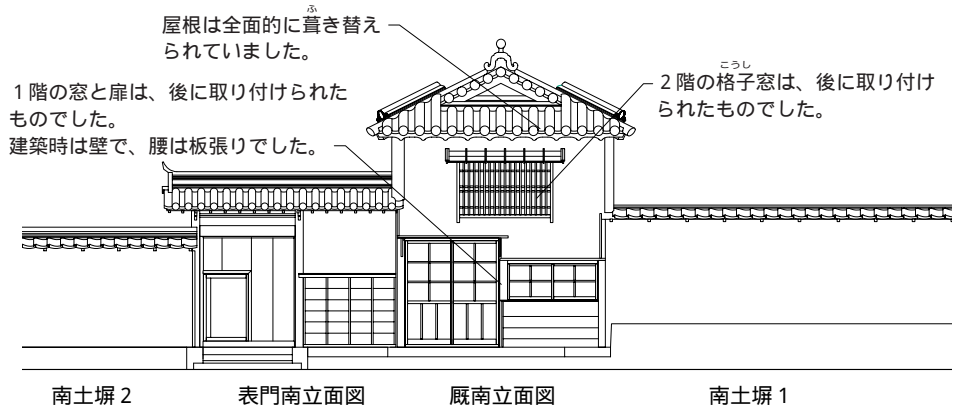 屋根は全面的に葺き替え
られていました。
1階の窓と扉は、後に取り付けられた
ものでした。
建築時は壁で、腰は板張りでした。
2階の格子窓は、後に取り付け
られたものでした。
ふ
こうし
南土塀2
表門南立面図
厩南立面図
南土塀1